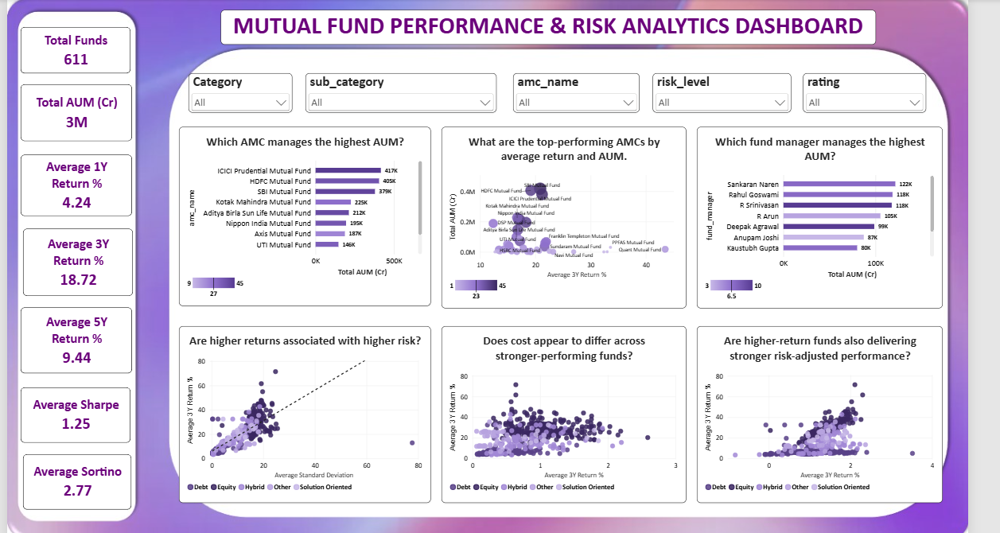 MUTUAL FUND PERFORMANCE & RISK ANALYTICS DASHBOARD
Total Funds
611
Total AUM (Cr)
3M
Average 1Y
Return %
4.24
Average 3Y
Return %
18.72
Average 5Y
Return %
9.44
Average Sharpe
1.25
Average Sortino
2.77
Category
All
sub_category
All
amc_name
All
risk_level
All
rating
All
Which AMC manages the highest AUM?
amc_name
ICICI Prudential Mutual Fund 417K
HDFC Mutual Fund 405K
SBI Mutual Fund 379K
Kotak Mahindra Mutual Fund 225K
Aditya Birla Sun Life Mutual Fund 212K
Nippon India Mutual Fund 195K
Axis Mutual Fund 187K
UTI Mutual Fund 146K
0K 500K
Total AUM (Cr)
9 45
27
What are the top-performing AMCs by
average return and AUM.
Total AUM (Cr)
0.4M
0.2M
0.0M
SBI Mutual Fund
HDFC Mutual Fund
ICICI Prudential Mutual Fund
Kotak Mahindra Mutual Fund
Nippon India Mutual Fund
DSP Mutual Fund
Aditya Birla Sun Life Mutual Fund
Franklin Templeton Mutual Fund
UTI Mutual Fund
PPFAS Mutual Fund
Sundaram Mutual Fund
HSBC Mutual Fund
Quant Mutual Fund
Navi Mutual Fund
10 20 30 40
Average 3Y Return %
1 45
23
Which fund manager manages the highest
AUM?
fund_manager
Sankaran Naren 122K
Rahul Goswami 118K
R Srinivasan 118K
R Arun 105K
Deepak Agrawal 99K
Anupam Joshi 87K
Kaustubh Gupta 80K
0K 100K
Total AUM (Cr)
3 10
6.5
Are higher returns associated with higher risk?
Average 3Y Return %
80
60
40
20
0
0 20 40 60 80
Average Standard Deviation
Debt Equity Hybrid Other Solution Oriented
Does cost appear to differ across
stronger-performing funds?
Average 3Y Return %
80
60
40
20
0
0 1 2 3
Average 3Y Return %
Debt Equity Hybrid Other Solution Oriented
Are higher-return funds also delivering
stronger risk-adjusted performance?
Average 3Y Return %
80
60
40
20
0
0 2 4
Average 3Y Return %
Debt Equity Hybrid Other Solution Oriented